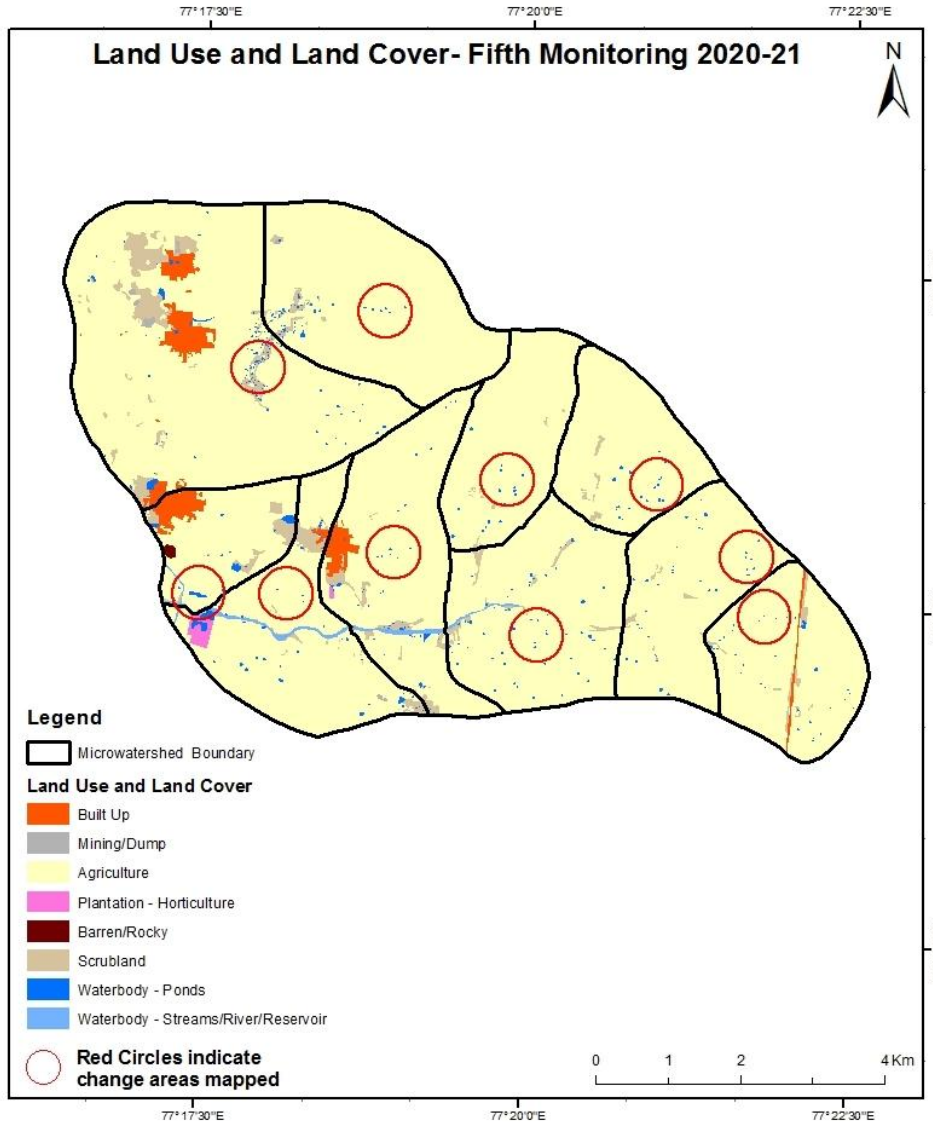 77°17'30"E 77°20'0"E 77°22'30"E
Land Use and Land Cover- Fifth Monitoring 2020-21
N
Legend
Microwatershed Boundary
Land Use and Land Cover
Built Up
Mining/Dump
Agriculture
Plantation - Horticulture
Barren/Rocky
Scrubland
Waterbody - Ponds
Waterbody - Streams/River/Reservoir
Red Circles indicate
change areas mapped
0 1 2 4 Km
77°17'30"E 77°20'0"E 77°22'30"E